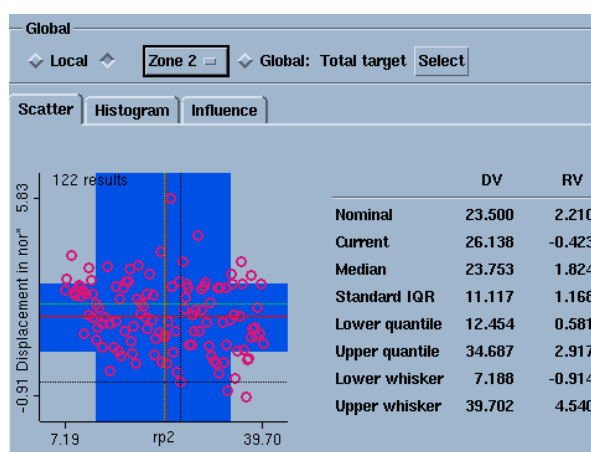 Global
Local Zone 2 Global: Total target Select
Scatter Histogram Influence
122 results
5.83
Displacement in nor*
-0.91
7.19 rp2 39.70
DV RV
Nominal 23.500 2.210
Current 26.138 -0.423
Median 23.753 1.824
Standard IQR 11.117 1.168
Lower quantile 12.454 0.581
Upper quantile 34.687 2.917
Lower whisker 7.188 -0.914
Upper whisker 39.702 4.540